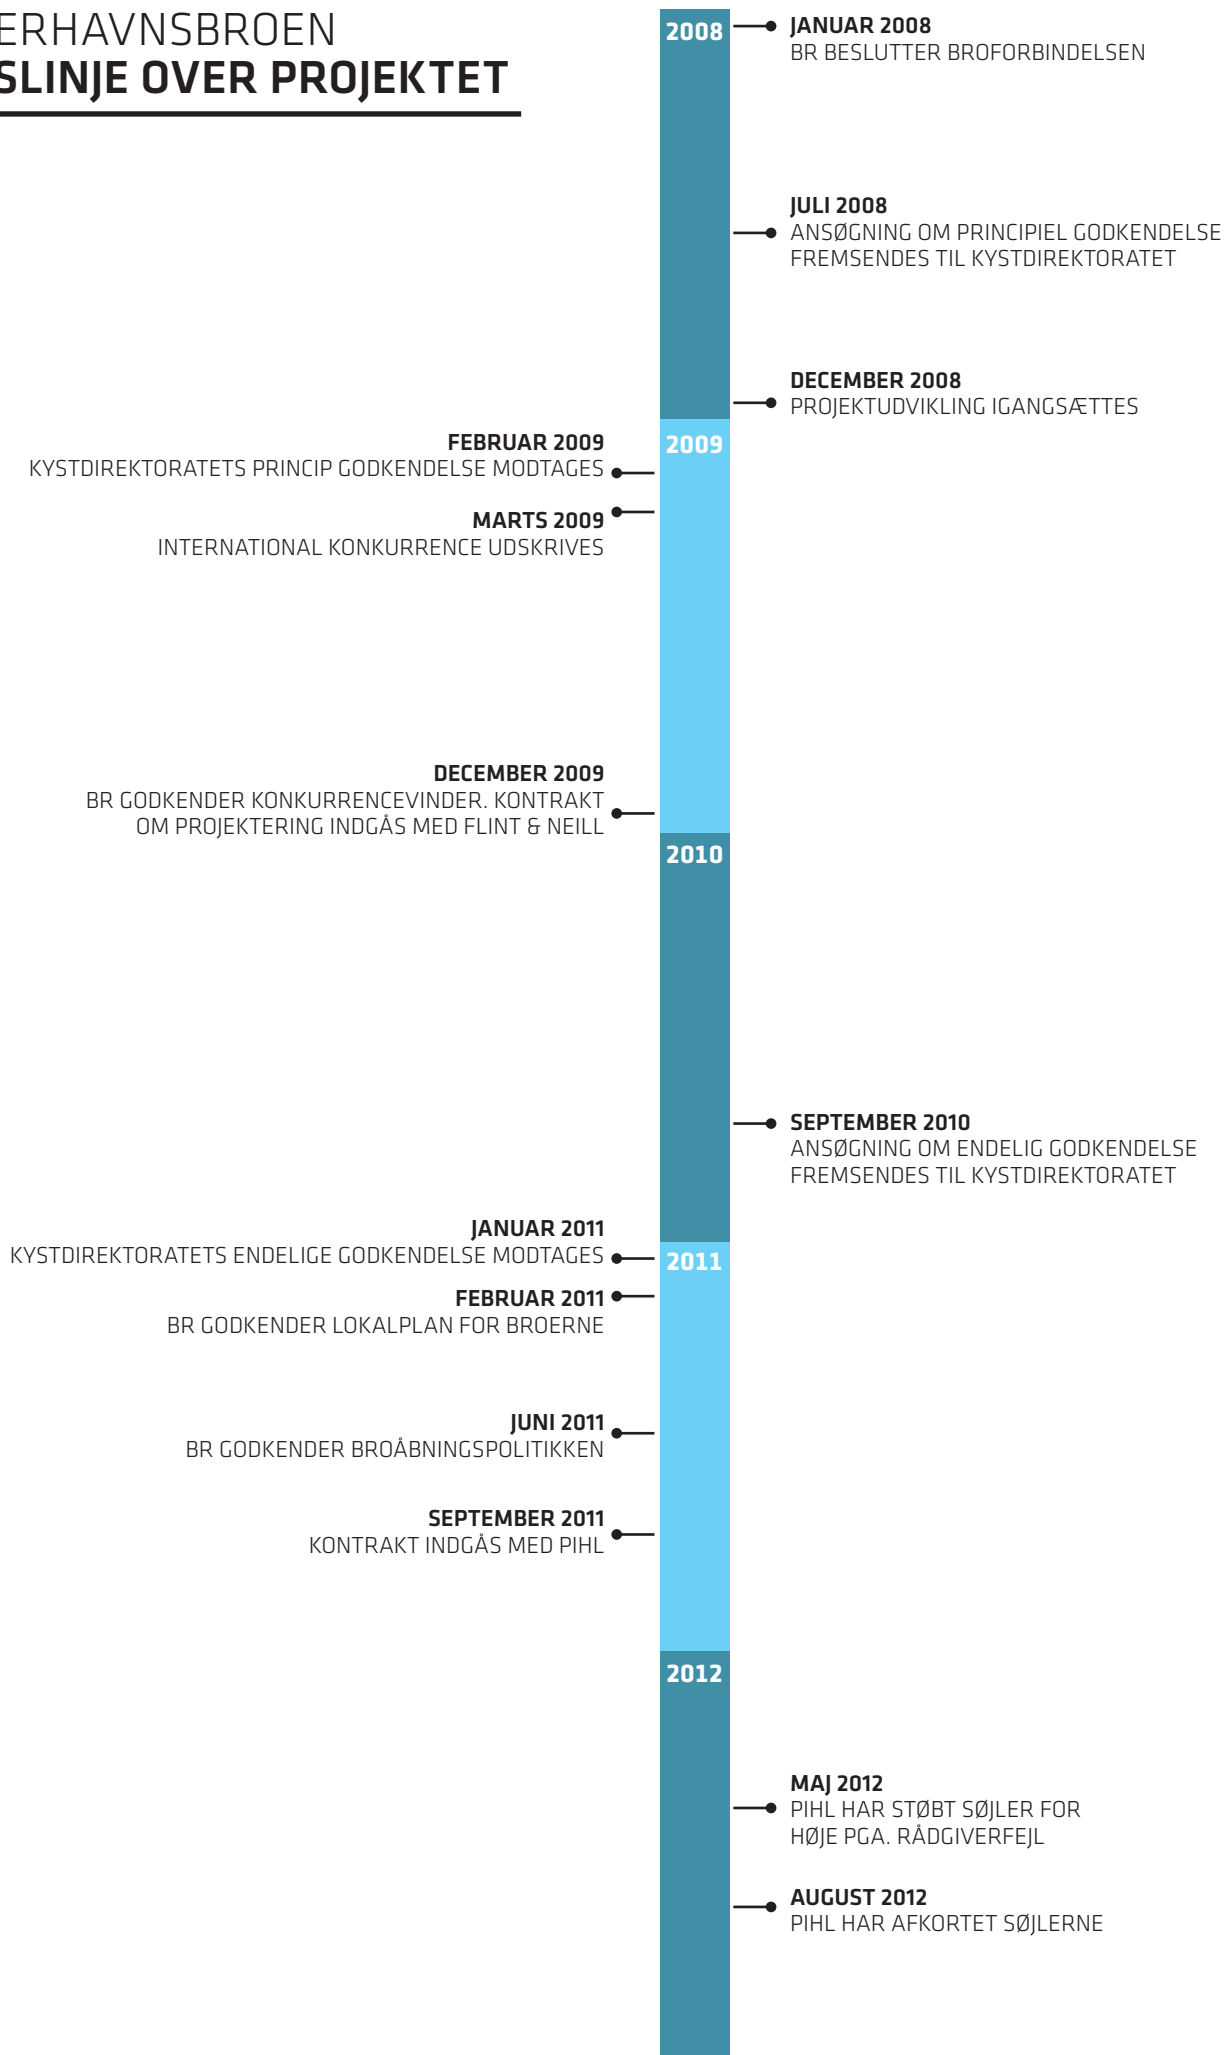 ERHAVNSBROEN
SLINJE OVER PROJEKTET
2008
JANUAR 2008
BR BESLUTTER BROFORBINDELSEN
JULI 2008
ANSØGNING OM PRINCIPIEL GODKENDELSE
FREMSENDES TIL KYSTDIREKTORATET
DECEMBER 2008
PROJEKTUDVIKLING IGANGSÆTTES
2009
FEBRUAR 2009
KYSTDIREKTORATETS PRINCIP GODKENDELSE MODTAGES
MARTS 2009
INTERNATIONAL KONKURRENCE UDSKRIVES
DECEMBER 2009
BR GODKENDER KONKURRENCEVINDER. KONTRAKT
OM PROJEKTERING INDGÅS MED FLINT & NEILL
2010
SEPTEMBER 2010
ANSØGNING OM ENDELIG GODKENDELSE
FREMSENDES TIL KYSTDIREKTORATET
JANUAR 2011
KYSTDIREKTORATETS ENDELIGE GODKENDELSE MODTAGES
2011
FEBRUAR 2011
BR GODKENDER LOKALPLAN FOR BROERNE
JUNI 2011
BR GODKENDER BROÅBNINGSPOLITIKKEN
SEPTEMBER 2011
KONTRAKT INDGÅS MED PIHL
2012
MAJ 2012
PIHL HAR STØBT SØJLER FOR
HØJE PGA. RÅDGIVERFEJL
AUGUST 2012
PIHL HAR AFKORTET SØJLERNE